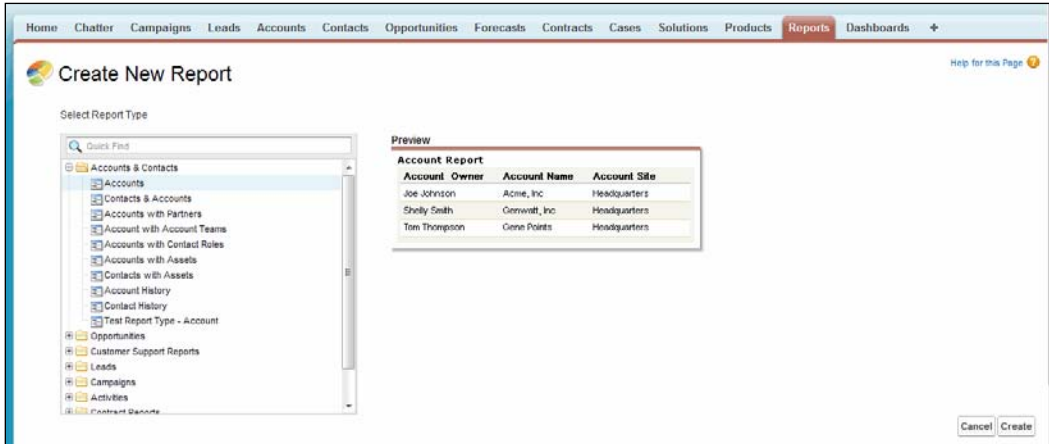 Home Chatter Campaigns Leads Accounts Contacts Opportunities Forecasts Contracts Cases Solutions Products Reports Dashboards +
Help for this Page ?
Create New Report
Select Report Type
Quick Find
Accounts & Contacts
Accounts
Contacts & Accounts
Accounts with Partners
Account with Account Teams
Accounts with Contact Roles
Accounts with Assets
Contacts with Assets
Account History
Contact History
Test Report Type - Account
Opportunities
Customer Support Reports
Leads
Campaigns
Activities
Contract Reports
Preview
Account Report
Account Owner Account Name Account Site
Joe Johnson Acme, Inc Headquarters
Shelly Smith Genwatt, Inc Headquarters
Tom Thompson Gene Points Headquarters
Cancel Create